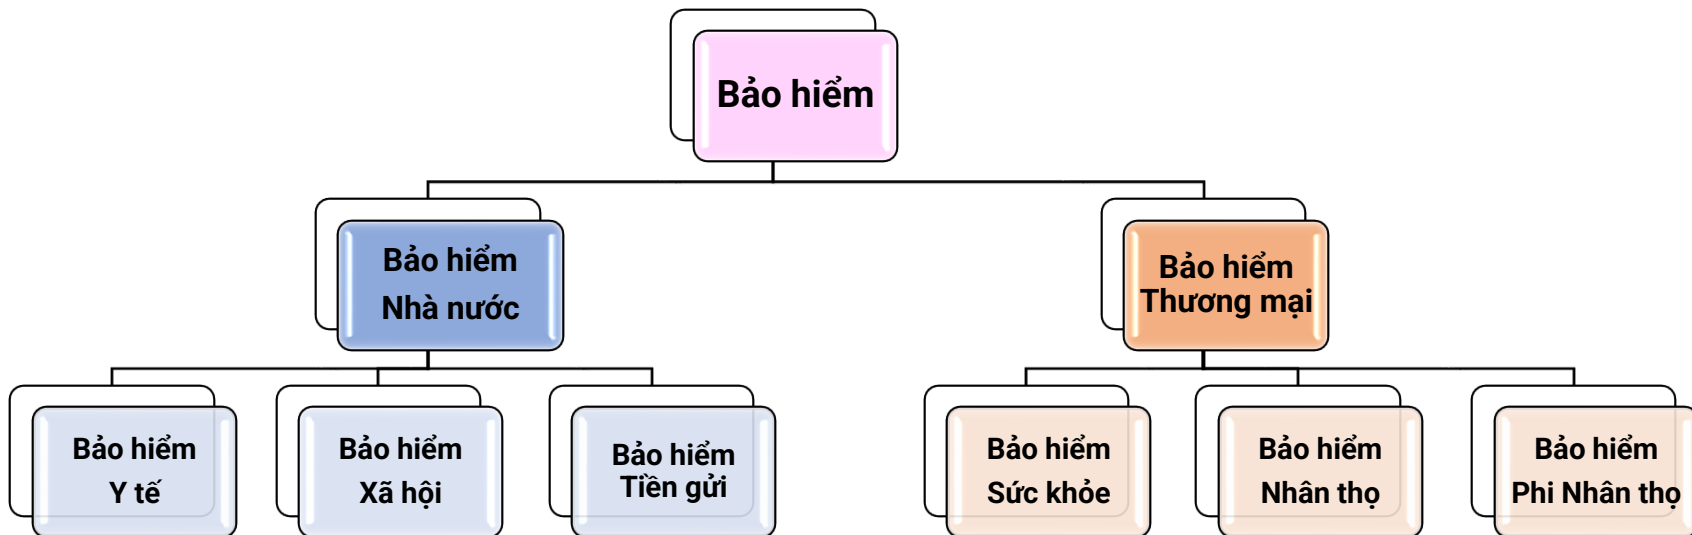 Bảo hiểm
Bảo hiểm
Nhà nước
Bảo hiểm
Thương mại
Bảo hiểm
Y tế
Bảo hiểm
Xã hội
Bảo hiểm
Tiền gửi
Bảo hiểm
Sức khỏe
Bảo hiểm
Nhân thọ
Bảo hiểm
Phi Nhân thọ